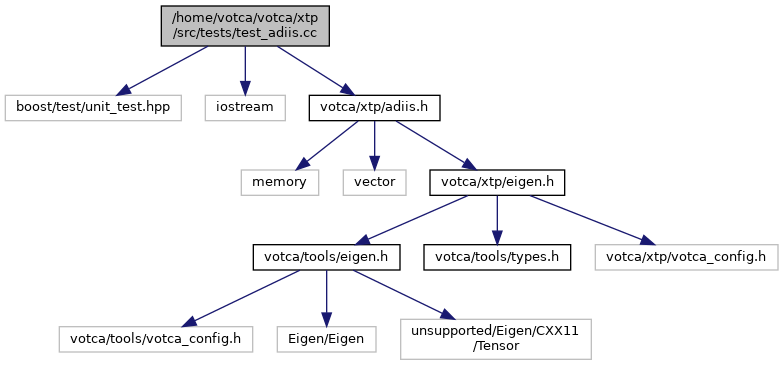 /home/votca/votca/xtp
/src/tests/test_adiis.cc
boost/test/unit_test.hpp
iostream
votca/xtp/adiis.h
memory
vector
votca/xtp/eigen.h
votca/tools/eigen.h
votca/tools/types.h
votca/xtp/votca_config.h
votca/tools/votca_config.h
Eigen/Eigen
unsupported/Eigen/CXX11
/Tensor